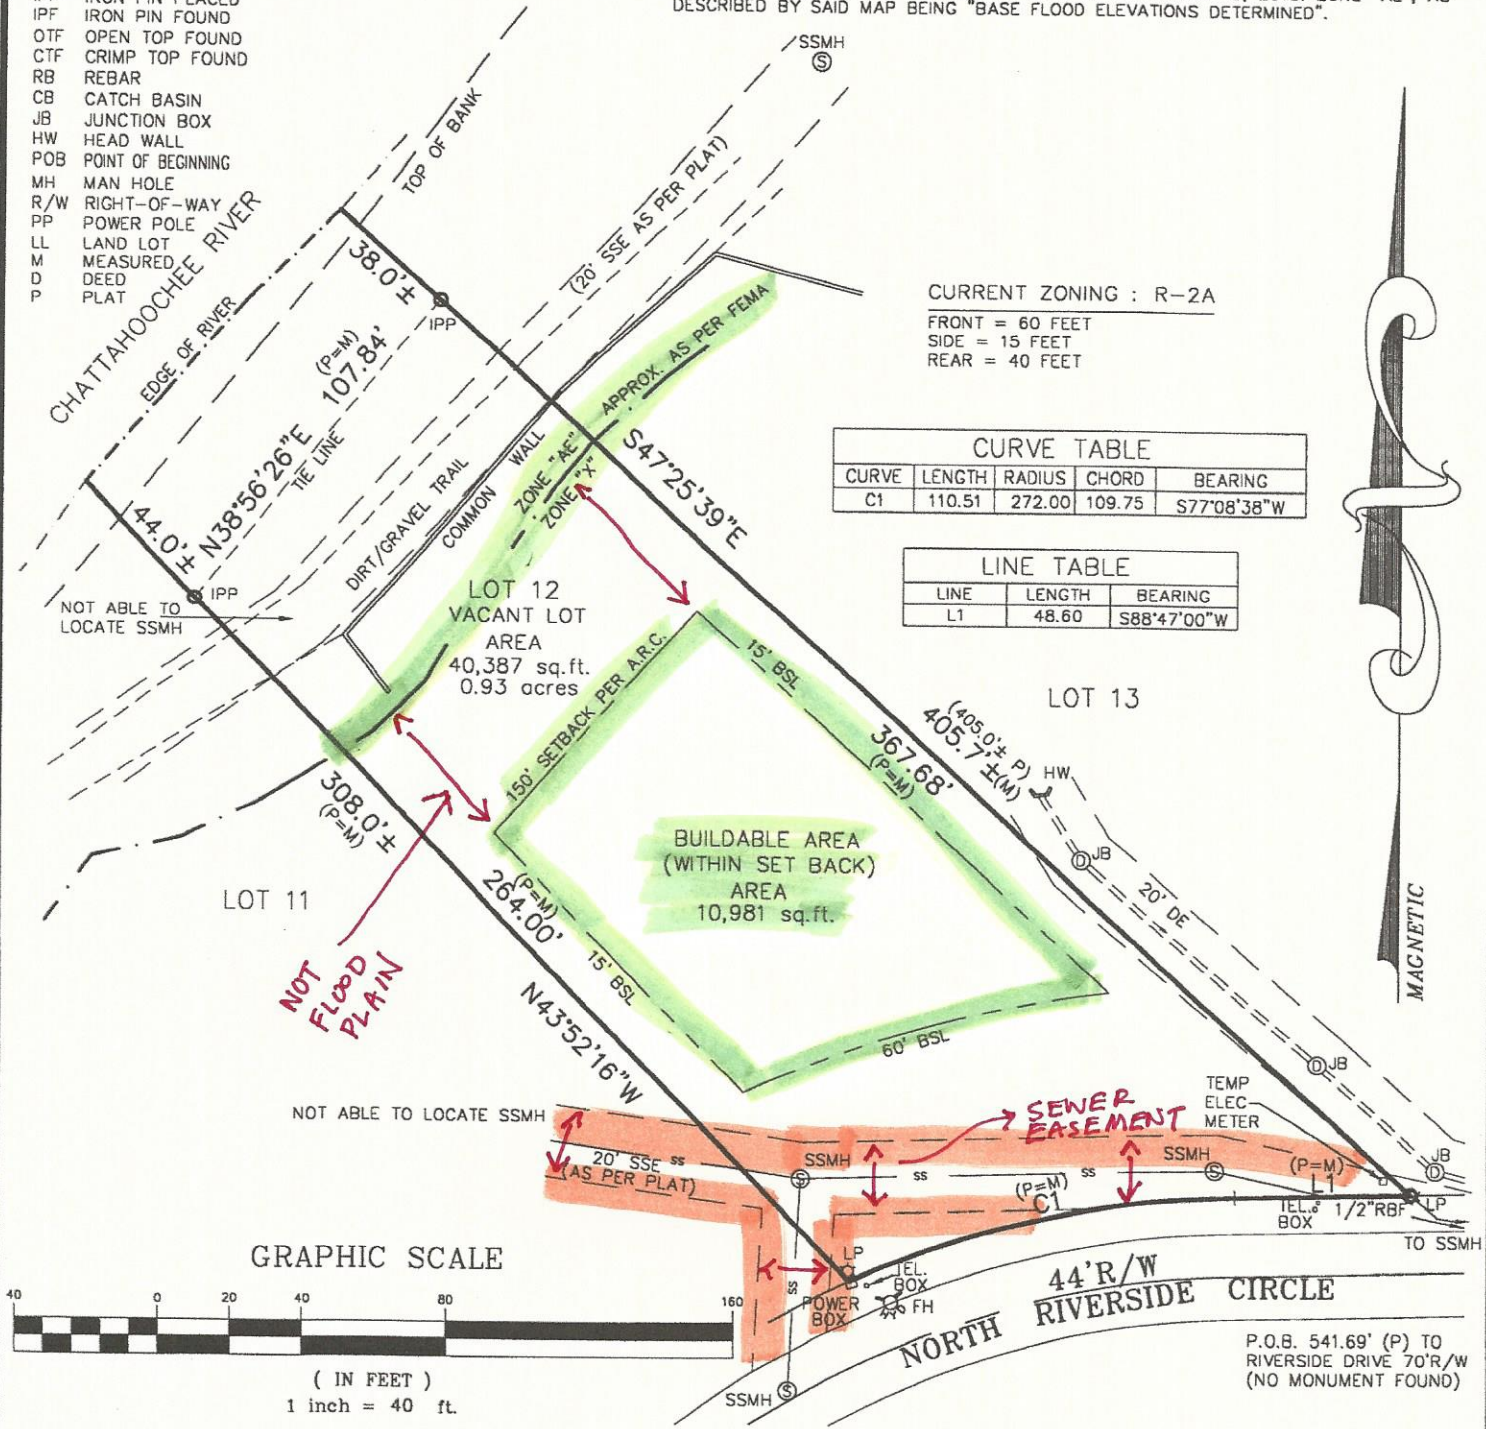 DESCRIBED BY SAID MAP BEING "BASE FLOOD ELEVATIONS DETERMINED".
IPF IRON PIN FOUND
OTF OPEN TOP FOUND
CTF CRIMP TOP FOUND
RB REBAR
CB CATCH BASIN
JB JUNCTION BOX
HW HEAD WALL
POB POINT OF BEGINNING
MH MAN HOLE
R/W RIGHT-OF-WAY
PP POWER POLE
LL LAND LOT
M MEASURED
D DEED
P PLAT
SSMH
S
TOP OF BANK
(20' SSE AS PER PLAT)
CHATTAHOOCHEE RIVER
EDGE OF RIVER
38.0'±
IPP
(P=M)
107.84'
N38°56'26"E
TIE LINE
44.0'±
IPP
NOT ABLE TO
LOCATE SSMH
DIRT/GRAVEL TRAIL
COMMON WALL
ZONE "AE"
ZONE "X"
APPROX. AS PER FEMA
S47°25'39"E
CURRENT ZONING : R-2A
FRONT = 60 FEET
SIDE = 15 FEET
REAR = 40 FEET
CURVE TABLE
CURVE LENGTH RADIUS CHORD BEARING
C1 110.51 272.00 109.75 S77°08'38"W
LINE TABLE
LINE LENGTH BEARING
L1 48.60 S88°47'00"W
LOT 12
VACANT LOT
AREA
40,387 sq.ft.
0.93 acres
150' SETBACK PER A.R.C.
15' BSL
LOT 13
(405.0'± P)
405.7'±(M)
367.68'
(P=M)
HW
D
JB
20' DE
MAGNETIC
308.0'±
(P=M)
LOT 11
BUILDABLE AREA
(WITHIN SET BACK)
AREA
10,981 sq.ft.
(P=M)
264.00'
15' BSL
NOT
FLOOD
PLAIN
N43°52'16"W
60' BSL
D
JB
TEMP
ELEC
METER
SEWER
EASEMENT
NOT ABLE TO LOCATE SSMH
20' SSE
(AS PER PLAT)
SS
SSMH
S
SS
SS
SSMH
S
(P=M)
L1
(P=M)
C1
JB
D
TEL.
BOX
1/2"RBF
LP
TO SSMH
LP
TEL.
BOX
POWER
BOX
FH
SS
SSMH
S
44'R/W
NORTH RIVERSIDE CIRCLE
P.O.B. 541.69' (P) TO
RIVERSIDE DRIVE 70'R/W
(NO MONUMENT FOUND)
GRAPHIC SCALE
40 0 20 40 80 160
( IN FEET )
1 inch = 40 ft.